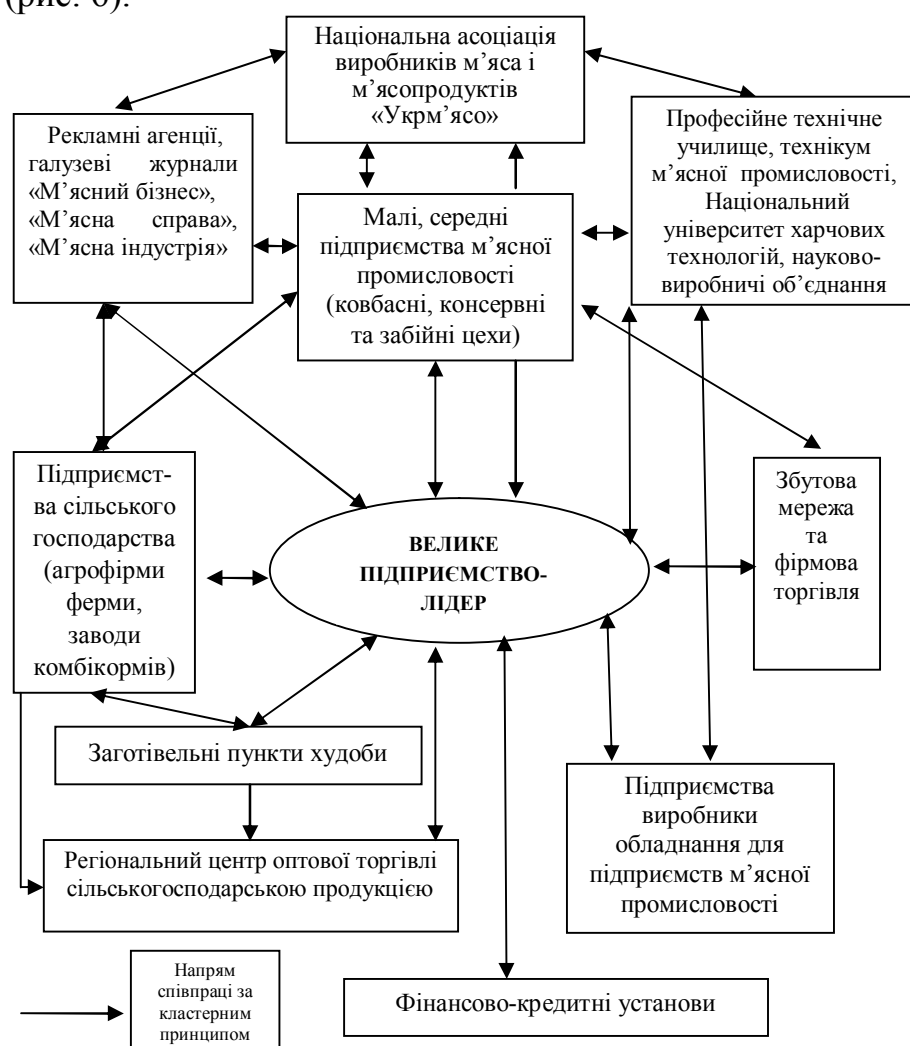 (рис. 6).
Національна асоціація
виробників м’яса і
м’ясопродуктів
«Укрм’ясо»
Рекламні агенції,
галузеві журнали
«М’ясний бізнес»,
«М’ясна справа»,
«М’ясна індустрія»
Професійне технічне
училище, технікум
м’ясної промисловості,
Національний
університет харчових
технологій, науково-
виробничі об’єднання
Малі, середні
підприємства м’ясної
промисловості
(ковбасні, консервні
та забійні цехи)
Підприємст-
ва сільського
господарства
(агрофірми
ферми,
заводи
комбікормів)
ВЕЛИКЕ
ПІДПРИЄМСТВО-
ЛІДЕР
Збутова
мережа
та
фірмова
торгівля
Заготівельні пункти худоби
Регіональний центр оптової торгівлі
сільськогосподарською продукцією
Підприємства
виробники
обладнання для
підприємств м’ясної
промисловості
Напрям
співпраці за
кластерним
принципом
Фінансово-кредитні установи